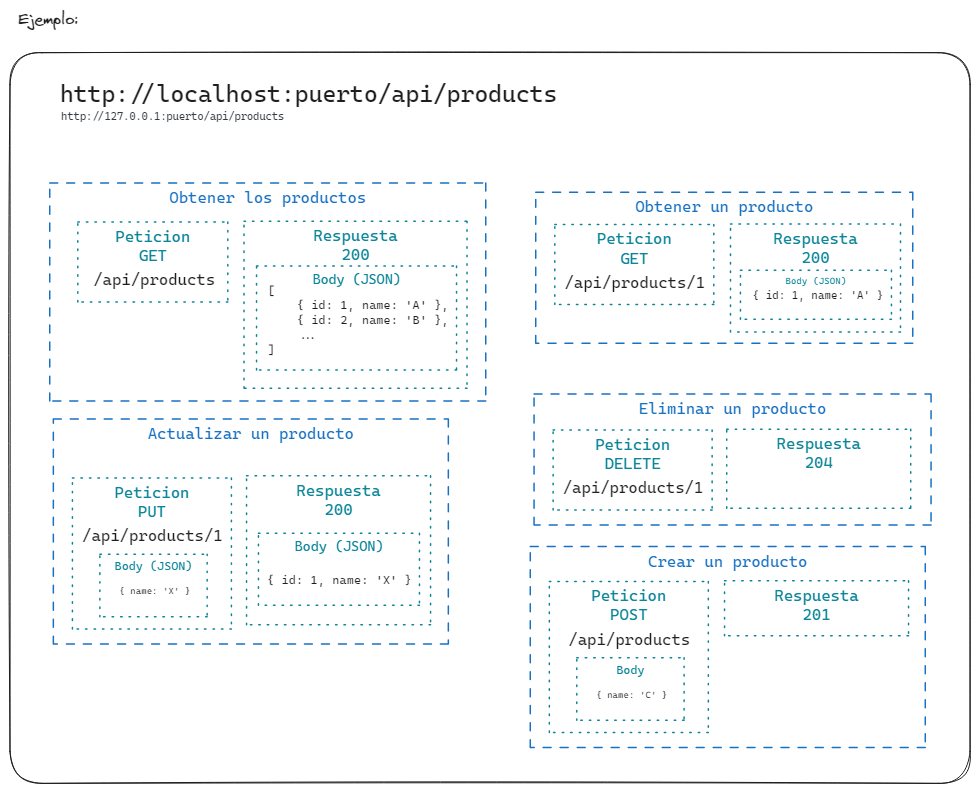 Ejemplo:
http://localhost:puerto/api/products
http://127.0.0.1:puerto/api/products
Obtener los productos
Peticion
GET
/api/products
Respuesta
200
Body (JSON)
[
{ id: 1, name: 'A' },
{ id: 2, name: 'B' },
...
]
Obtener un producto
Peticion
GET
/api/products/1
Respuesta
200
Body (JSON)
{ id: 1, name: 'A' }
Actualizar un producto
Peticion
PUT
/api/products/1
Body (JSON)
{ name: 'X' }
Respuesta
200
Body (JSON)
{ id: 1, name: 'X' }
Eliminar un producto
Peticion
DELETE
/api/products/1
Respuesta
204
Crear un producto
Peticion
POST
/api/products
Body
{ name: 'C' }
Respuesta
201